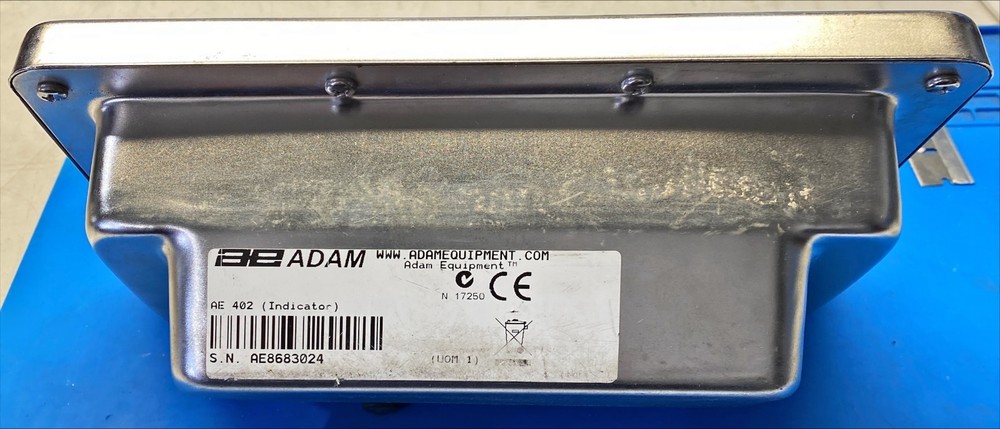 ae ADAM
WWW.ADAMEQUIPMENT.COM
Adam Equipment™
N 17250
CE
AE 402 (Indicator)
S.N. AE8683024
(UOM 1)